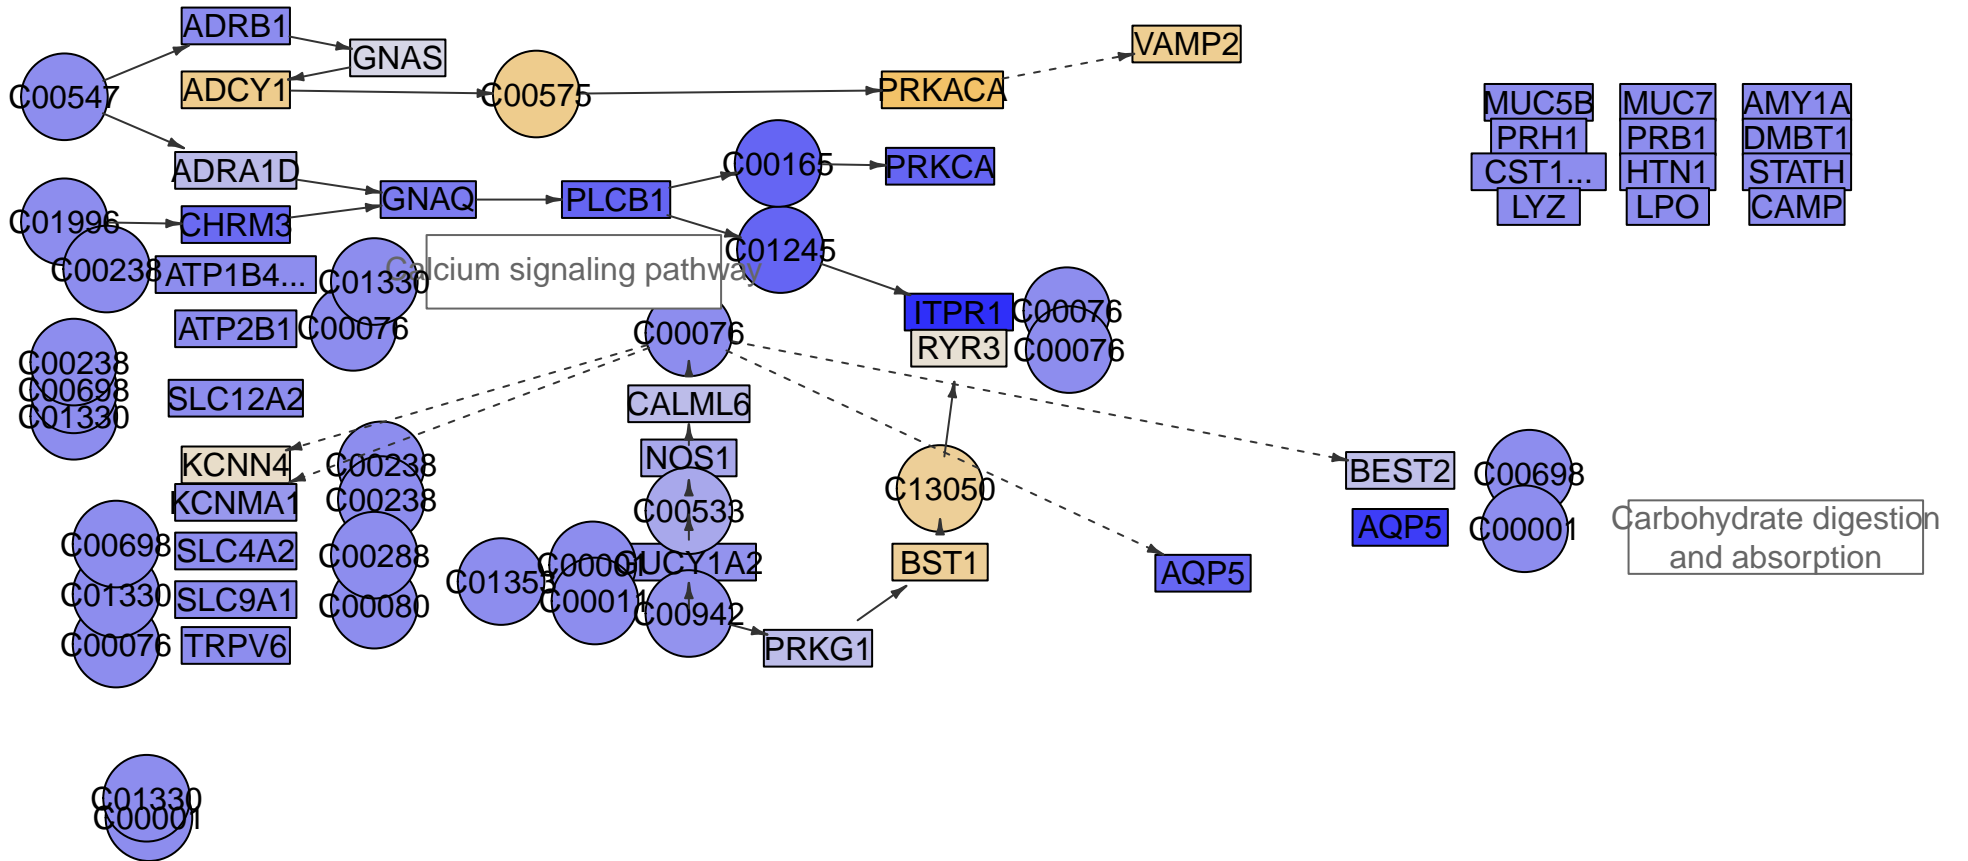 ADRB1
GNAS
VAMP2
C00547
ADCY1
C00575
PRKACA
MUC5B
MUC7
AMY1A
PRH1
PRB1
DMBT1
ADRA1D
C00165
PRKCA
CST1...
HTN1
STATH
GNAQ
PLCB1
LYZ
LPO
CAMP
C01996
CHRM3
C01245
C00238
ATP1B4...
C01330
Calcium signaling pathway
ITPR1
C00076
ATP2B1
C00076
C00076
RYR3
C00076
C00238
C00698
C01330
SLC12A2
CALML6
KCNN4
C00238
NOS1
BEST2
C00698
KCNMA1
C00238
C13050
C00533
AQP5
C00001
Carbohydrate digestion
and absorption
C00698
SLC4A2
C00288
C00001
GUCY1A2
BST1
AQP5
C01353
C01330
SLC9A1
C00080
C00011
C00942
C00076
TRPV6
PRKG1
C01330
C00001